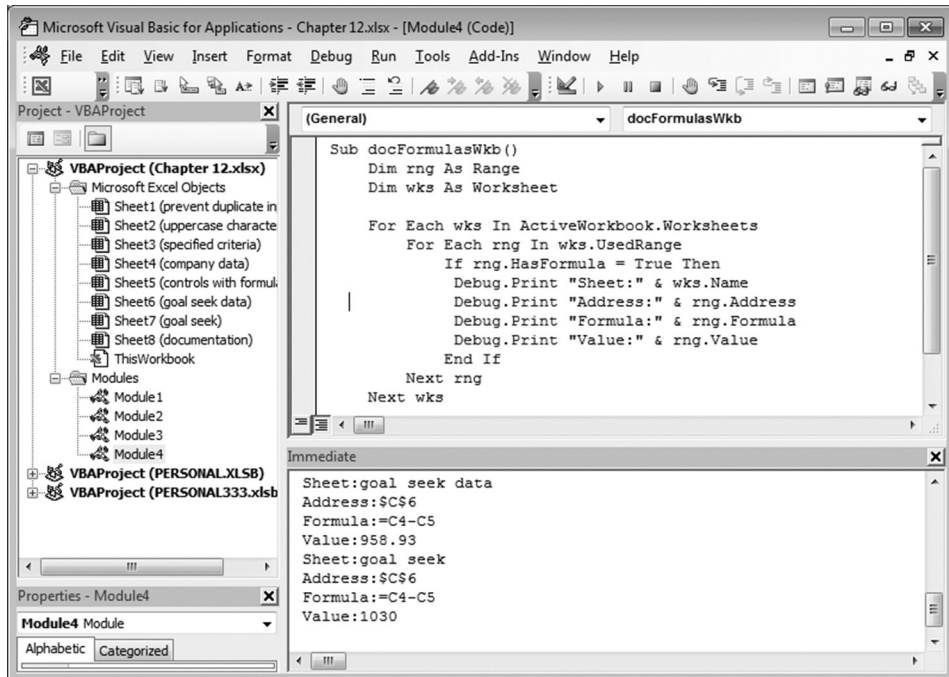 Microsoft Visual Basic for Applications - Chapter 12.xlsx - [Module4 (Code)]
File Edit View Insert Format Debug Run Tools Add-Ins Window Help
Project - VBAProject
VBAProject (Chapter 12.xlsx)
Microsoft Excel Objects
Sheet1 (prevent duplicate in
Sheet2 (uppercase characte
Sheet3 (specified criteria)
Sheet4 (company data)
Sheet5 (controls with formul
Sheet6 (goal seek data)
Sheet7 (goal seek)
Sheet8 (documentation)
ThisWorkbook
Modules
Module1
Module2
Module3
Module4
VBAProject (PERSONAL.XLSB)
VBAProject (PERSONAL333.xlsb
Properties - Module4
Module4 Module
Alphabetic Categorized
(General) docFormulasWkb
Sub docFormulasWkb()
Dim rng As Range
Dim wks As Worksheet
For Each wks In ActiveWorkbook.Worksheets
For Each rng In wks.UsedRange
If rng.HasFormula = True Then
Debug.Print "Sheet:" & wks.Name
Debug.Print "Address:" & rng.Address
Debug.Print "Formula:" & rng.Formula
Debug.Print "Value:" & rng.Value
End If
Next rng
Next wks
Immediate
Sheet:goal seek data
Address:$C$6
Formula:=C4-C5
Value:958.93
Sheet:goal seek
Address:$C$6
Formula:=C4-C5
Value:1030